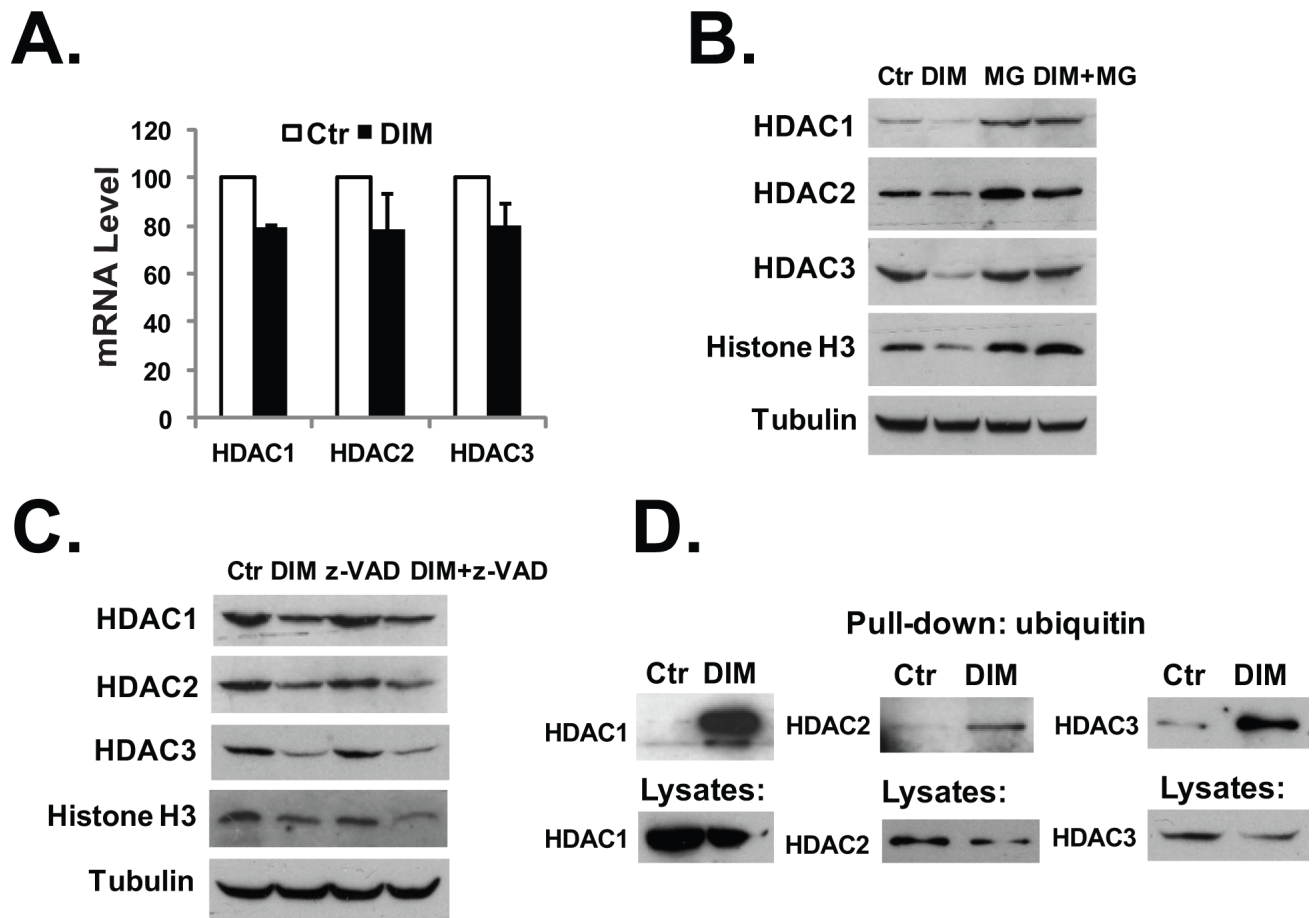 A.
120
100
80
60
40
20
0
mRNA Level
Ctr DIM
HDAC1 HDAC2 HDAC3
B.
Ctr DIM MG DIM+MG
HDAC1
HDAC2
HDAC3
Histone H3
Tubulin
C.
Ctr DIM z-VAD DIM+z-VAD
HDAC1
HDAC2
HDAC3
Histone H3
Tubulin
D.
Pull-down: ubiquitin
Ctr DIM Ctr DIM Ctr DIM
HDAC1 HDAC2 HDAC3
Lysates: Lysates: Lysates:
HDAC1 HDAC2 HDAC3